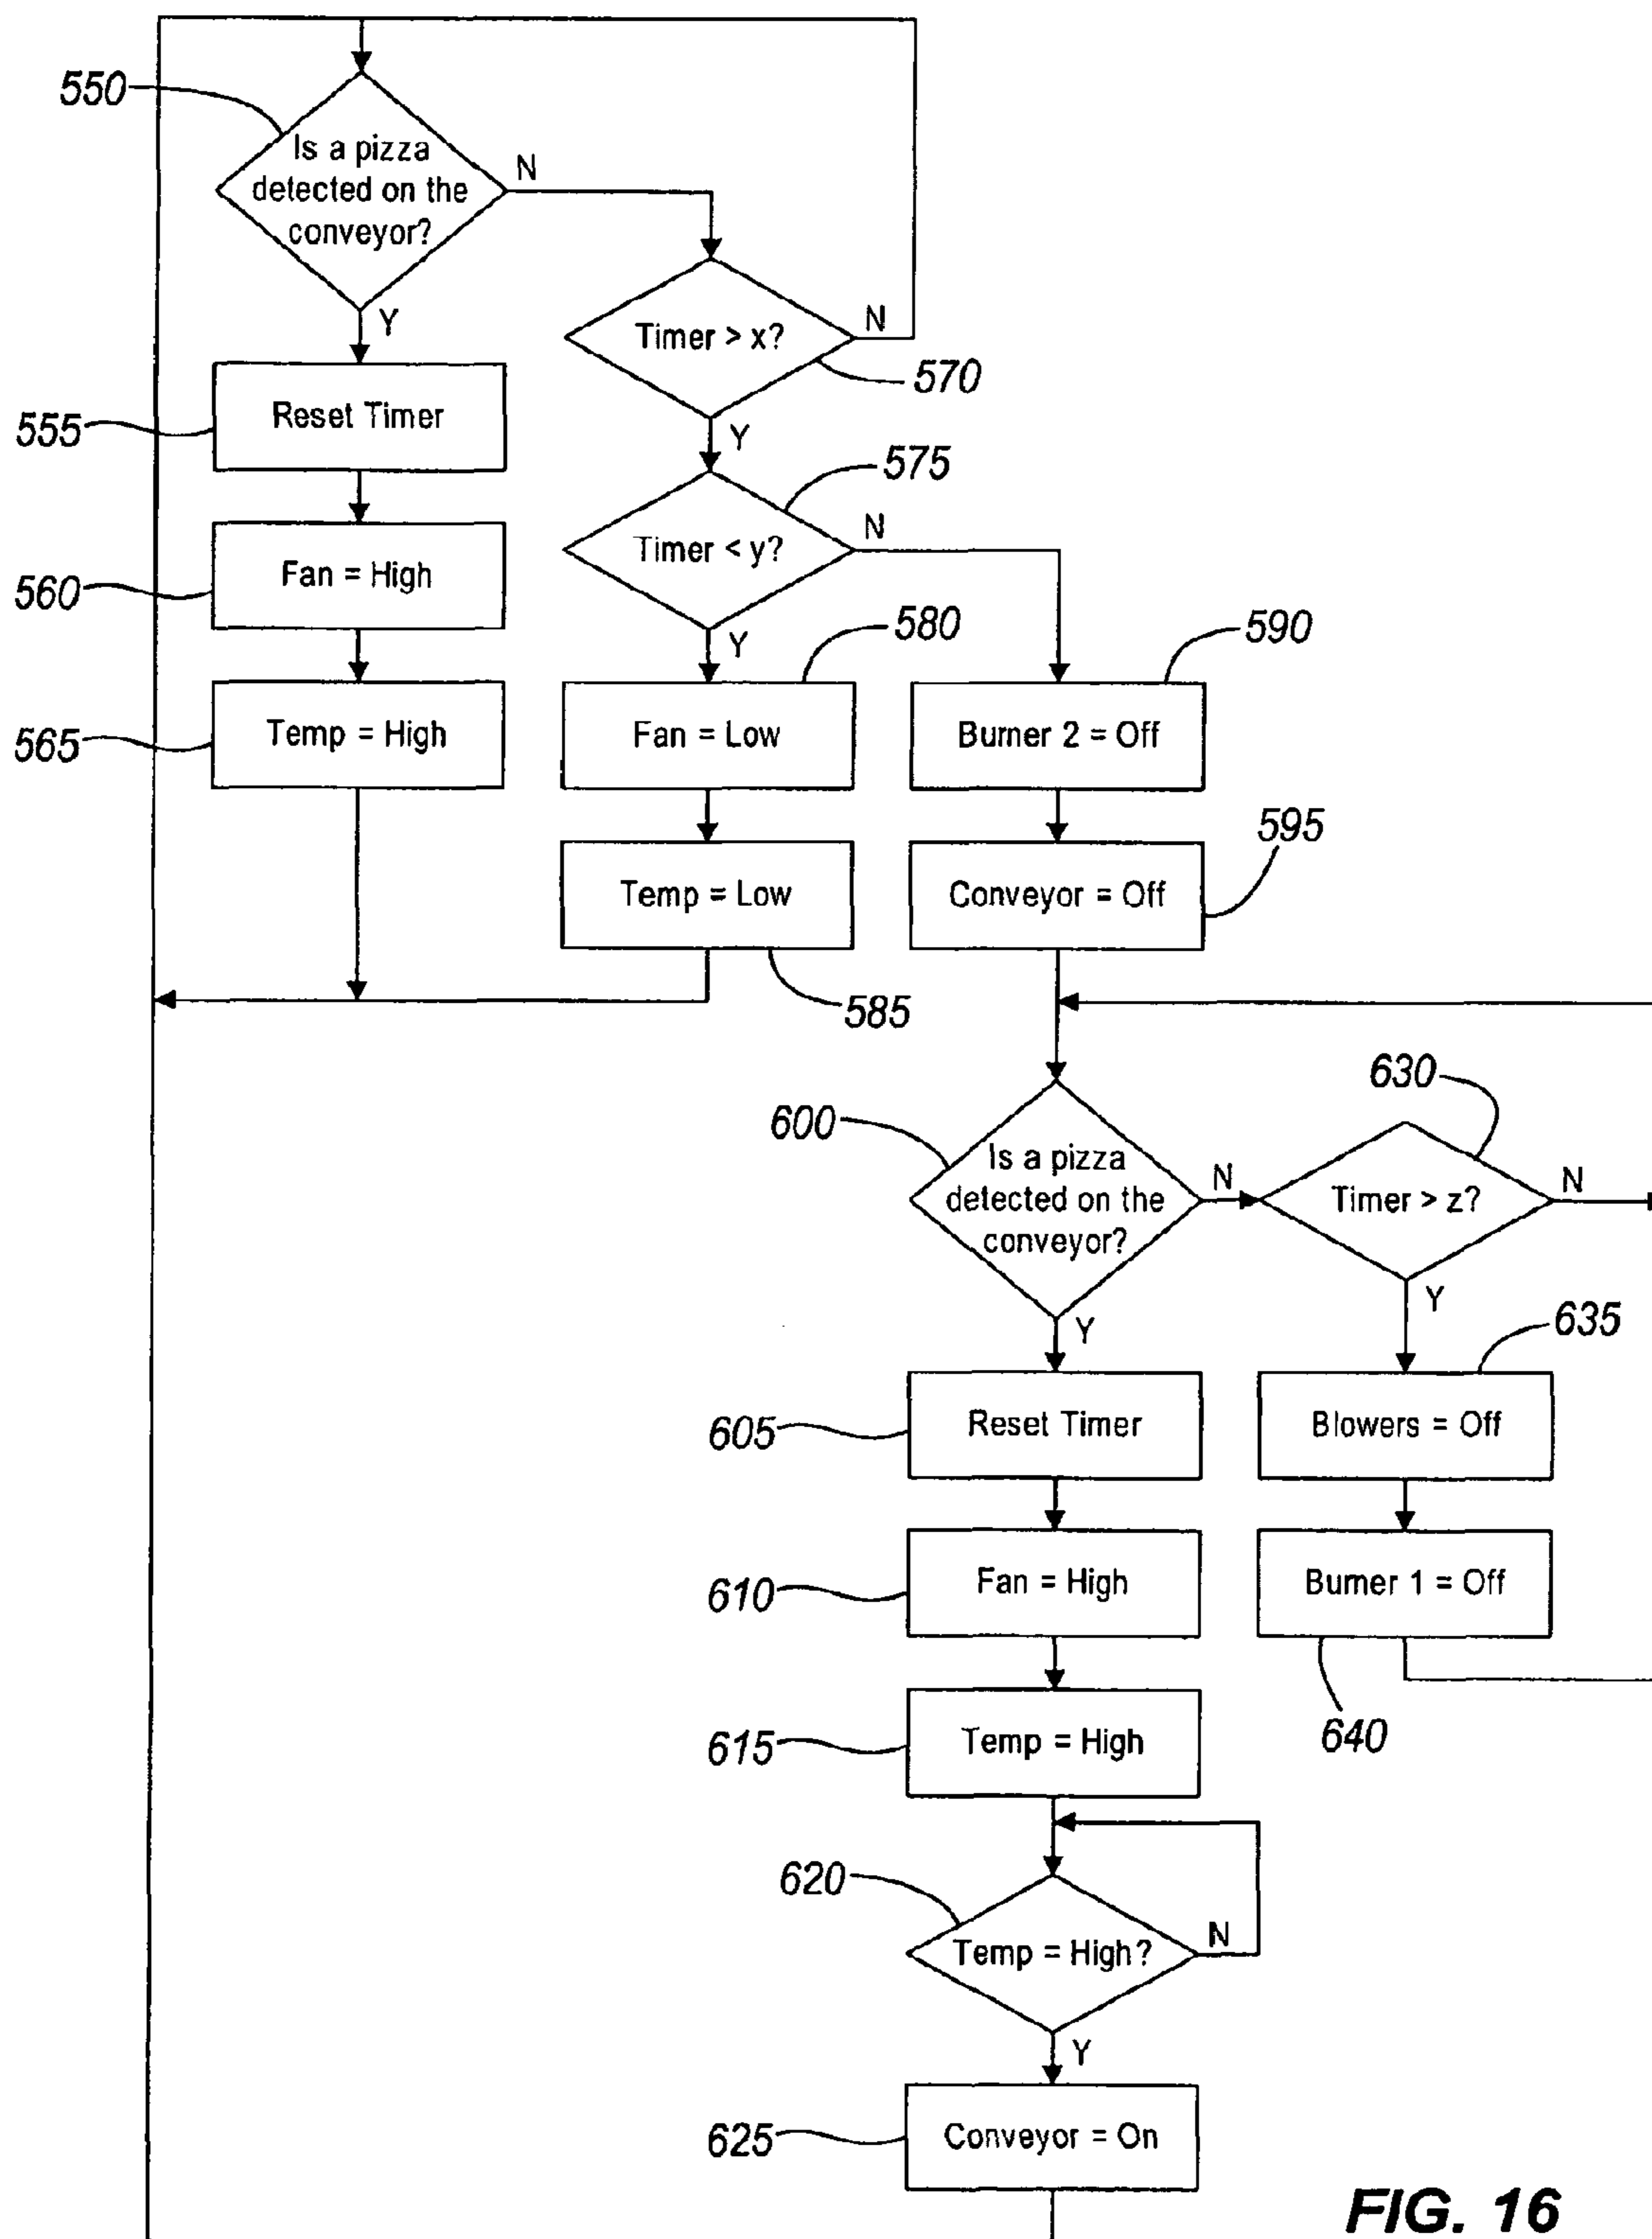 550
Is a pizza
detected on the
conveyor?
N
Y
Timer > x?
N
570
Y
555
Reset Timer
575
Timer < y?
N
Y
560
Fan = High
580
590
565
Temp = High
Fan = Low
Burner 2 = Off
595
Temp = Low
Conveyor = Off
585
630
600
Is a pizza
detected on the
conveyor?
N
Timer > z?
N
Y
Y
635
605
Reset Timer
Blowers = Off
610
Fan = High
Burner 1 = Off
640
615
Temp = High
620
Temp = High?
N
Y
625
Conveyor = On
FIG. 16